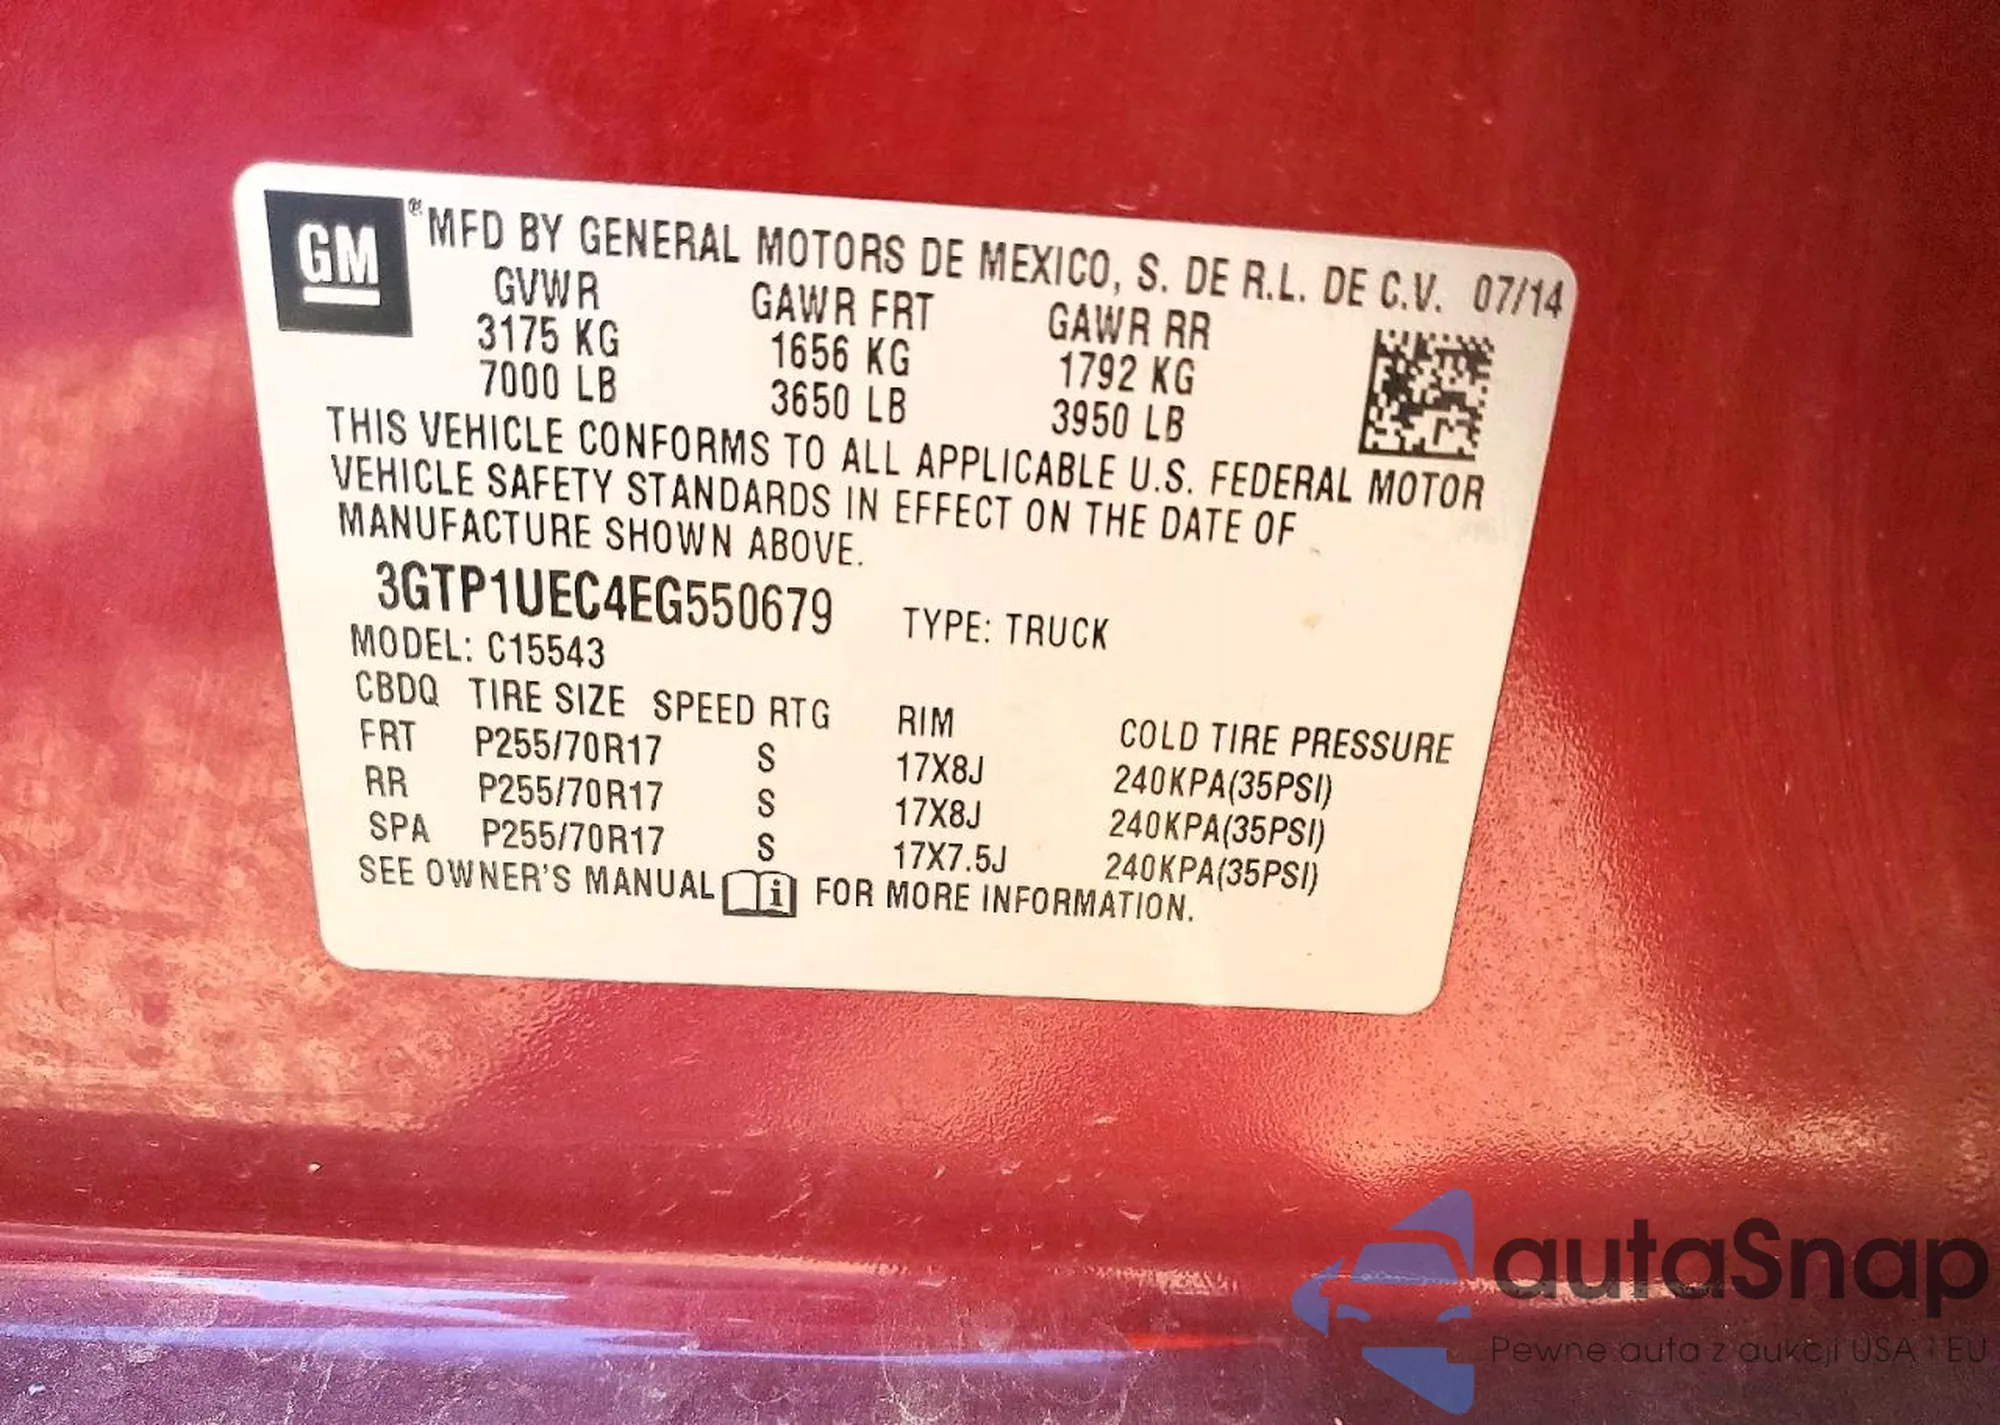 GM
® MFD BY GENERAL MOTORS DE MEXICO, S. DE R.L. DE C.V. 07/14
GVWR GAWR FRT GAWR RR
3175 KG 1656 KG 1792 KG
7000 LB 3650 LB 3950 LB
THIS VEHICLE CONFORMS TO ALL APPLICABLE U.S. FEDERAL MOTOR
VEHICLE SAFETY STANDARDS IN EFFECT ON THE DATE OF
MANUFACTURE SHOWN ABOVE.
3GTP1UEC4EG550679 TYPE: TRUCK
MODEL: C15543
CBDQ TIRE SIZE SPEED RTG RIM COLD TIRE PRESSURE
FRT P255/70R17 S 17X8J 240KPA(35PSI)
RR P255/70R17 S 17X8J 240KPA(35PSI)
SPA P255/70R17 S 17X7.5J 240KPA(35PSI)
SEE OWNER'S MANUAL i FOR MORE INFORMATION.
autaSnap
Pewne auta z aukcji USA i EU